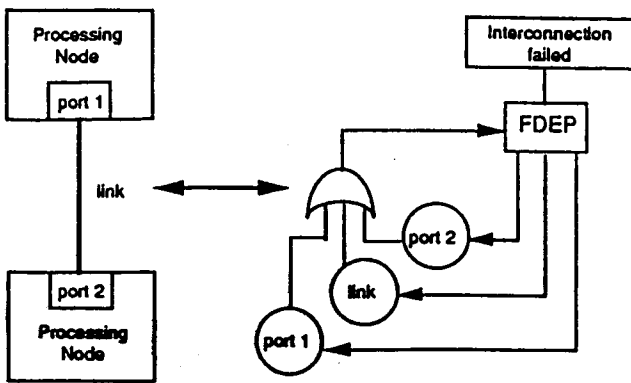 Processing
Node
port 1
link
port 2
Processing
Node
Interconnection
failed
FDEP
port 2
link
port 1